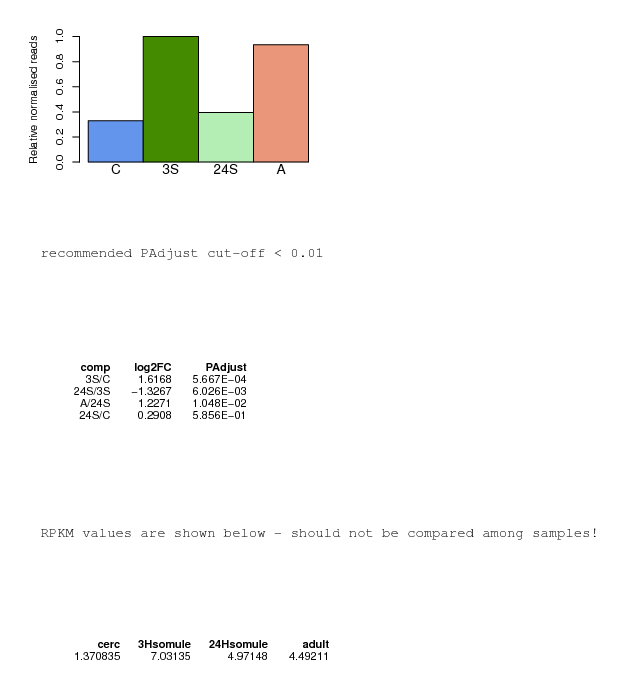 Relative normalised reads
1.0
0.8
0.6
0.4
0.2
0.0
C 3S 24S A
recommended PAdjust cut-off < 0.01
comp log2FC PAdjust
3S/C 1.6168 5.667E−04
24S/3S −1.3267 6.026E−03
A/24S 1.2271 1.048E−02
24S/C 0.2908 5.856E−01
RPKM values are shown below - should not be compared among samples!
cerc 3Hsomule 24Hsomule adult
1.370835 7.03135 4.97148 4.49211